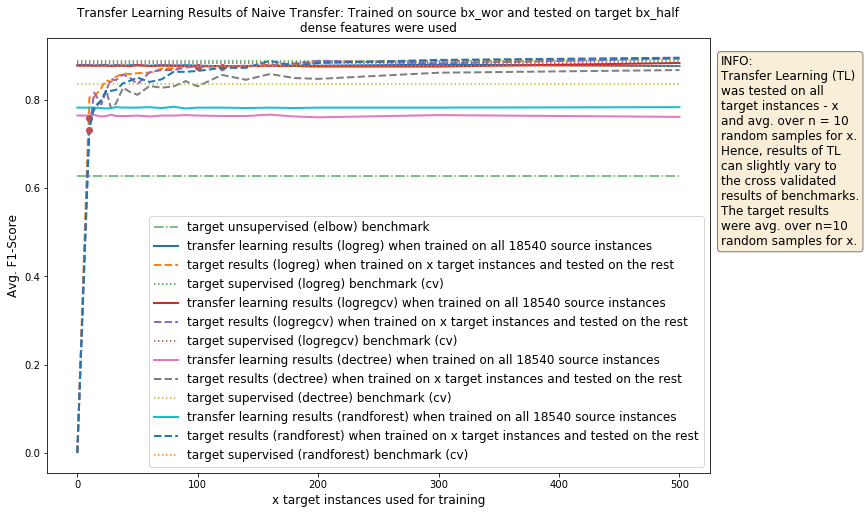 Transfer Learning Results of Naive Transfer: Trained on source bx_wor and tested on target bx_half
dense features were used
INFO:
Transfer Learning (TL)
was tested on all
target instances - x
and avg. over n = 10
random samples for x.
Hence, results of TL
can slightly vary to
the cross validated
results of benchmarks.
The target results
were avg. over n=10
random samples for x.
Avg. F1-Score
0.8
0.6
0.4
0.2
0.0
target unsupervised (elbow) benchmark
transfer learning results (logreg) when trained on all 18540 source instances
target results (logreg) when trained on x target instances and tested on the rest
target supervised (logreg) benchmark (cv)
transfer learning results (logregcv) when trained on all 18540 source instances
target results (logregcv) when trained on x target instances and tested on the rest
target supervised (logregcv) benchmark (cv)
transfer learning results (dectree) when trained on all 18540 source instances
target results (dectree) when trained on x target instances and tested on the rest
target supervised (dectree) benchmark (cv)
transfer learning results (randforest) when trained on all 18540 source instances
target results (randforest) when trained on x target instances and tested on the rest
target supervised (randforest) benchmark (cv)
0 100 200 300 400 500
x target instances used for training